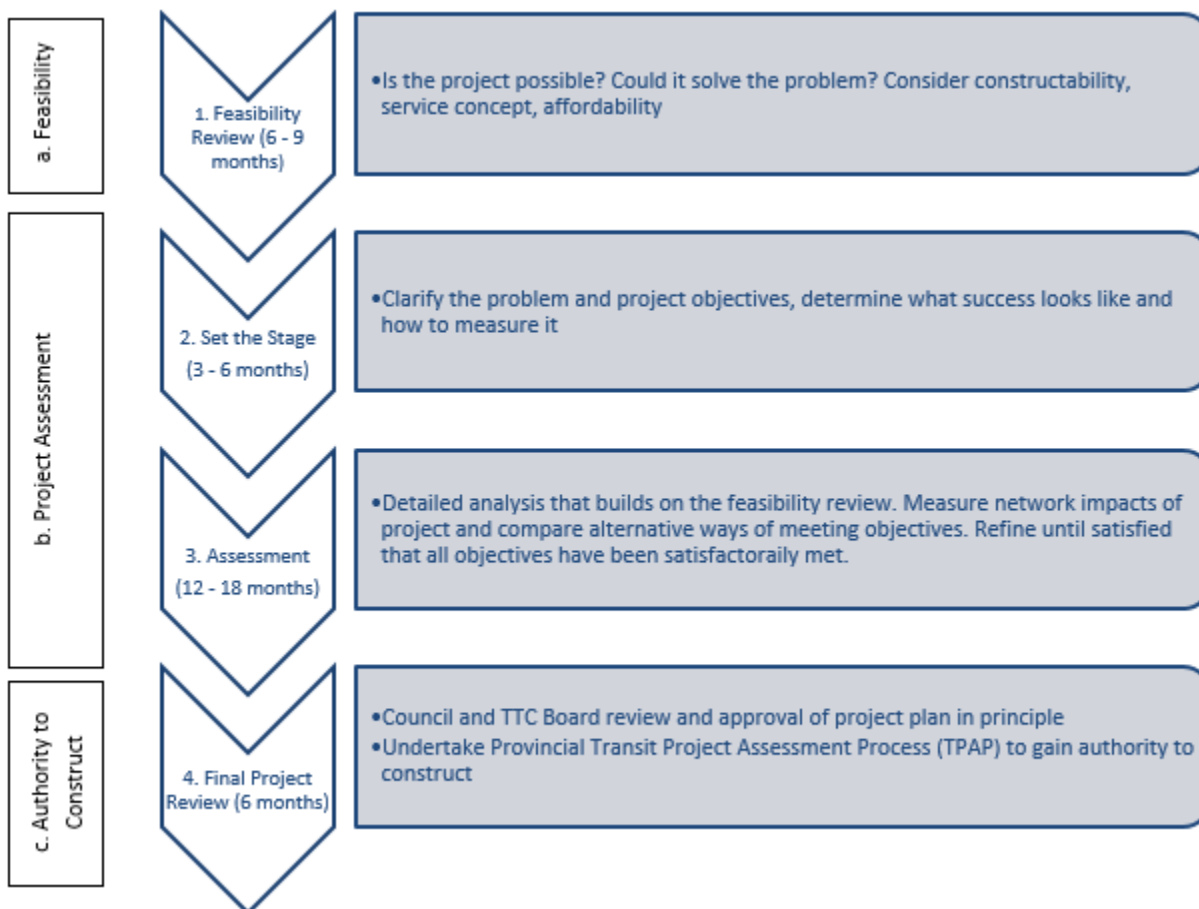 a. Feasibility
1. Feasibility
Review (6 - 9
months)
•Is the project possible? Could it solve the problem? Consider constructability,
service concept, affordability
b. Project Assessment
2. Set the Stage
(3 - 6 months)
•Clarify the problem and project objectives, determine what success looks like and
how to measure it
3. Assessment
(12 - 18 months)
•Detailed analysis that builds on the feasibility review. Measure network impacts of
project and compare alternative ways of meeting objectives. Refine until satisfied
that all objectives have been satisfactoraily met.
c. Authority to
Construct
4. Final Project
Review (6 months)
•Council and TTC Board review and approval of project plan in principle
•Undertake Provincial Transit Project Assessment Process (TPAP) to gain authority to
construct